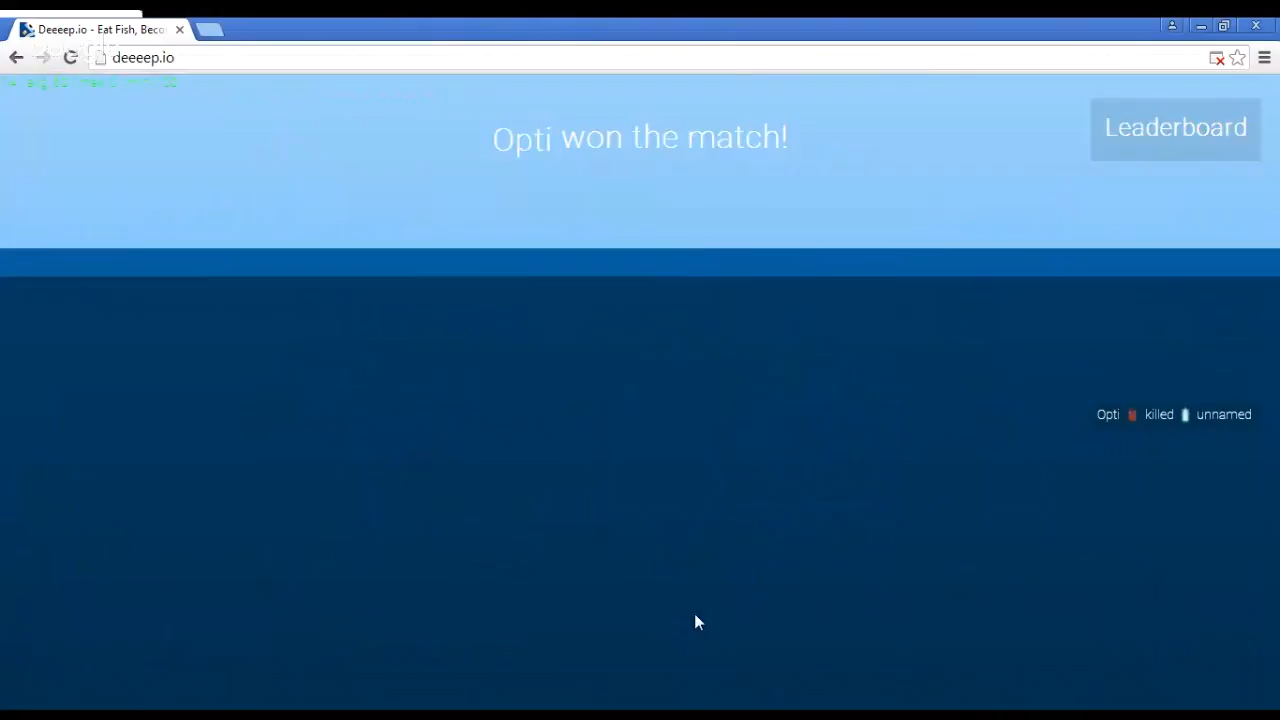 Deeeep.io - Eat Fish, Beco
deeeep.io
Opti won the match!
Leaderboard
Opti killed unnamed